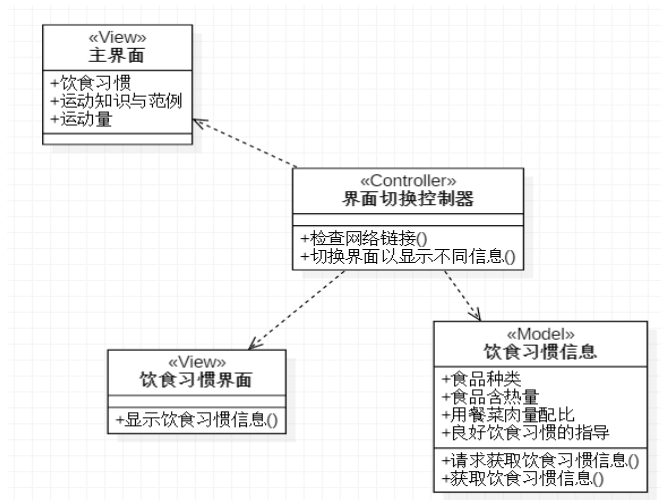 «View»
主界面
+饮食习惯
+运动知识与范例
+运动量
«Controller»
界面切换控制器
+检查网络链接()
+切换界面以显示不同信息()
«View»
饮食习惯界面
+显示饮食习惯信息()
«Model»
饮食习惯信息
+食品种类
+食品含热量
+用餐菜肉量配比
+良好饮食习惯的指导
+请求获取饮食习惯信息()
+获取饮食习惯信息()